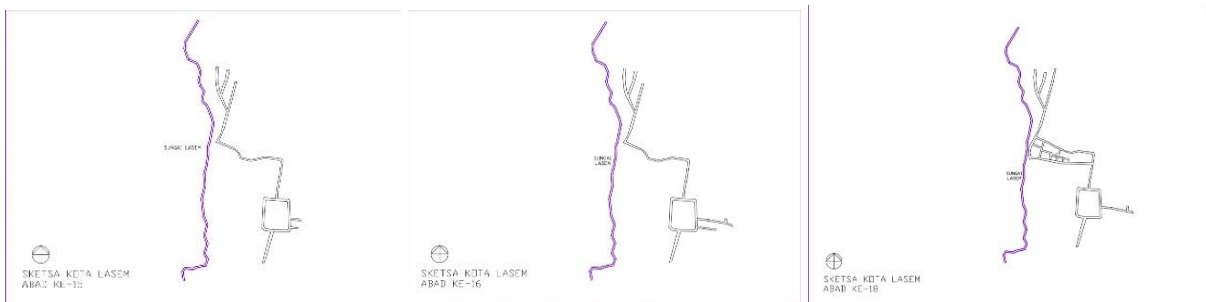 SUNGAI LASEM
SKETSA KOTA LASEM
ABAD KE-15
SUNGAI
LASEM
SKETSA KOTA LASEM
ABAD KE-16
SUNGAI
LASEM
SKETSA KOTA LASEM
ABAD KE-18